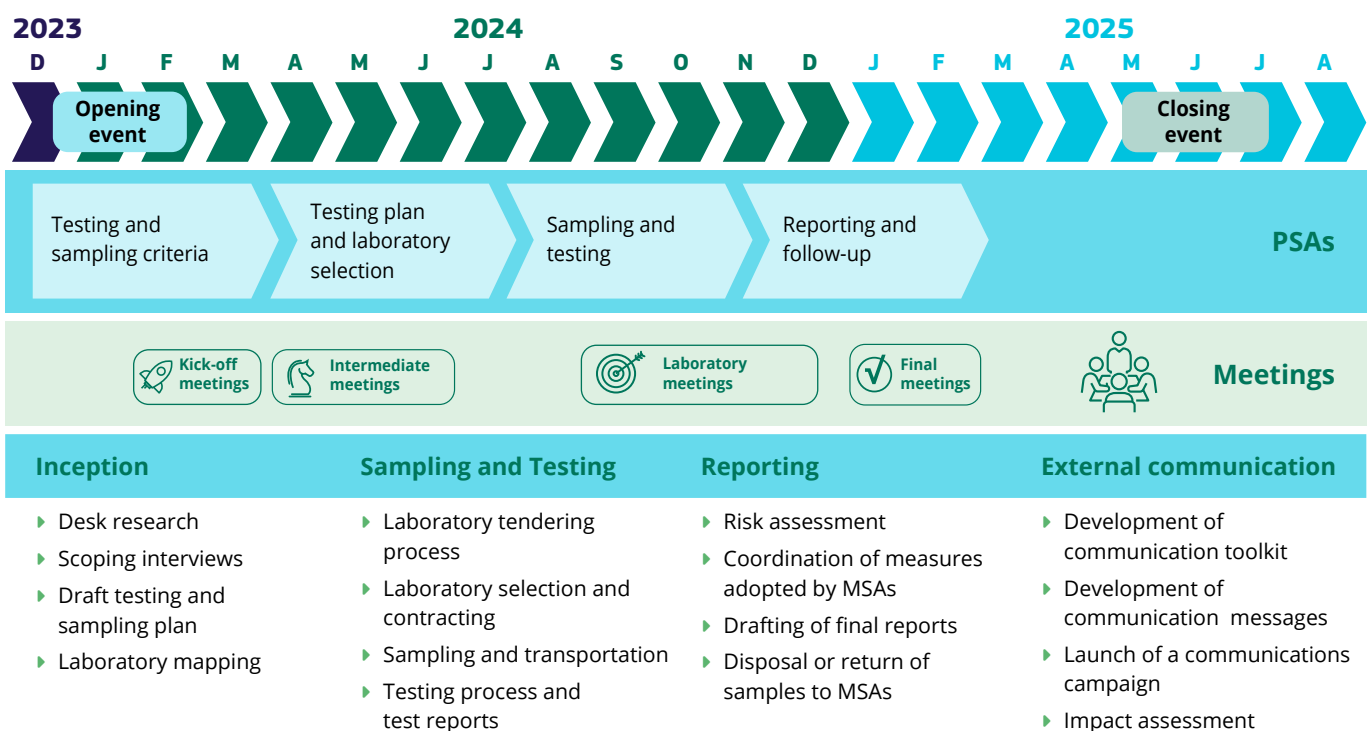 2023
2024
2025
D J F M A M J J A S O N D J F M A M J J A
Opening
event
Closing
event
Testing and
sampling criteria
Testing plan
and laboratory
selection
Sampling and
testing
Reporting and
follow-up
PSAs
Kick-off
meetings
Intermediate
meetings
Laboratory
meetings
Final
meetings
Meetings
Inception
Desk research
Scoping interviews
Draft testing and
sampling plan
Laboratory mapping
Sampling and Testing
Laboratory tendering
process
Laboratory selection and
contracting
Sampling and transportation
Testing process and
test reports
Reporting
Risk assessment
Coordination of measures
adopted by MSAs
Drafting of final reports
Disposal or return of
samples to MSAs
External communication
Development of
communication toolkit
Development of
communication messages
Launch of a communications
campaign
Impact assessment